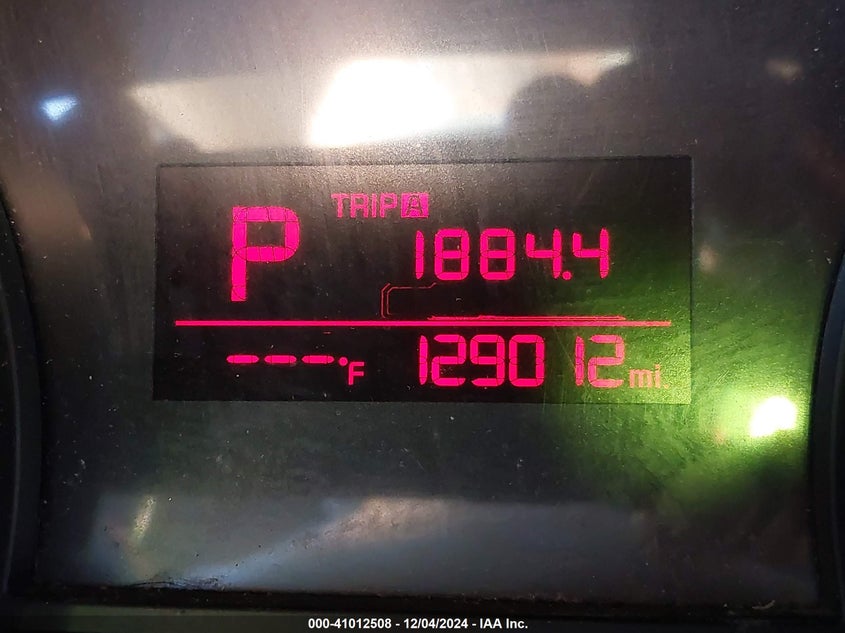 TRIP A
P 1884.4
---°F 129012 mi
000-41012508 - 12/04/2024 - IAA Inc.